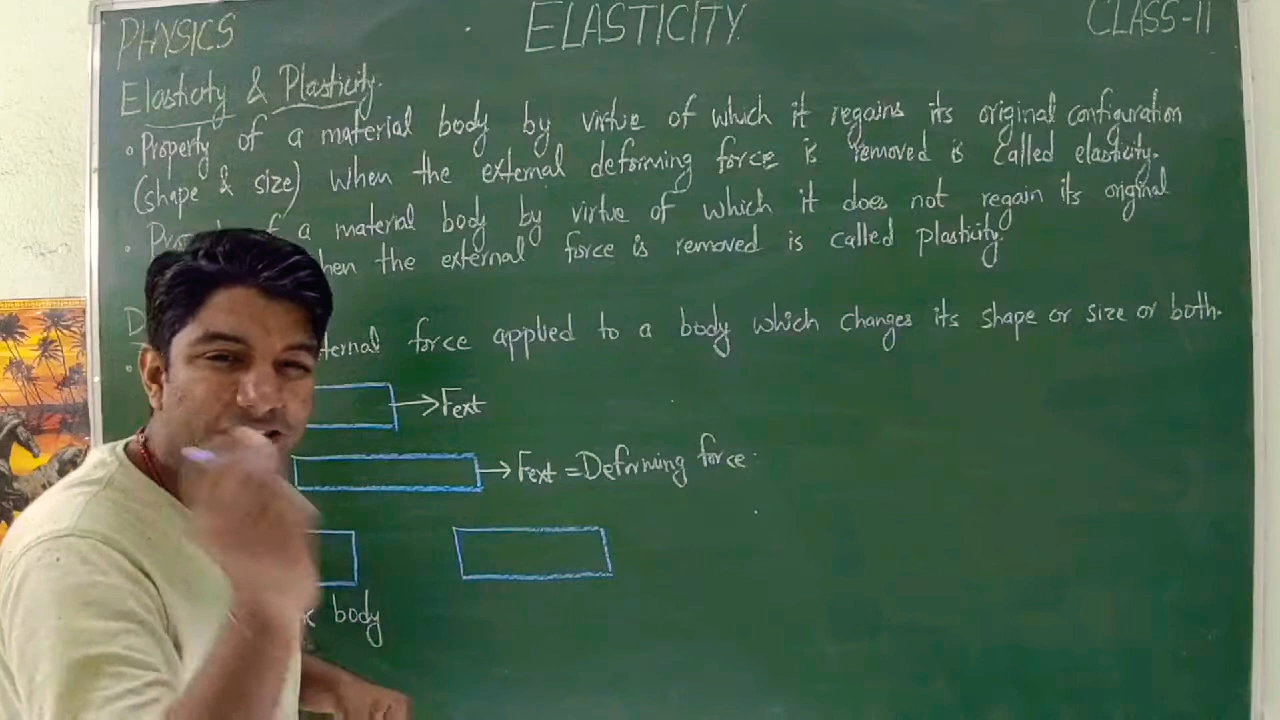 PHYSICS
ELASTICITY
CLASS-11
Elasticity & Plasticity.
• Property of a material body by virtue of which it regains its original configuration
(shape & size) when the external deforming force is removed is called elasticity.
• of a material body by virtue of which it does not regain its original
the external force is removed is called plasticity.
force applied to a body which changes its shape or size or both.
Fext
Fext = Deforming force
body